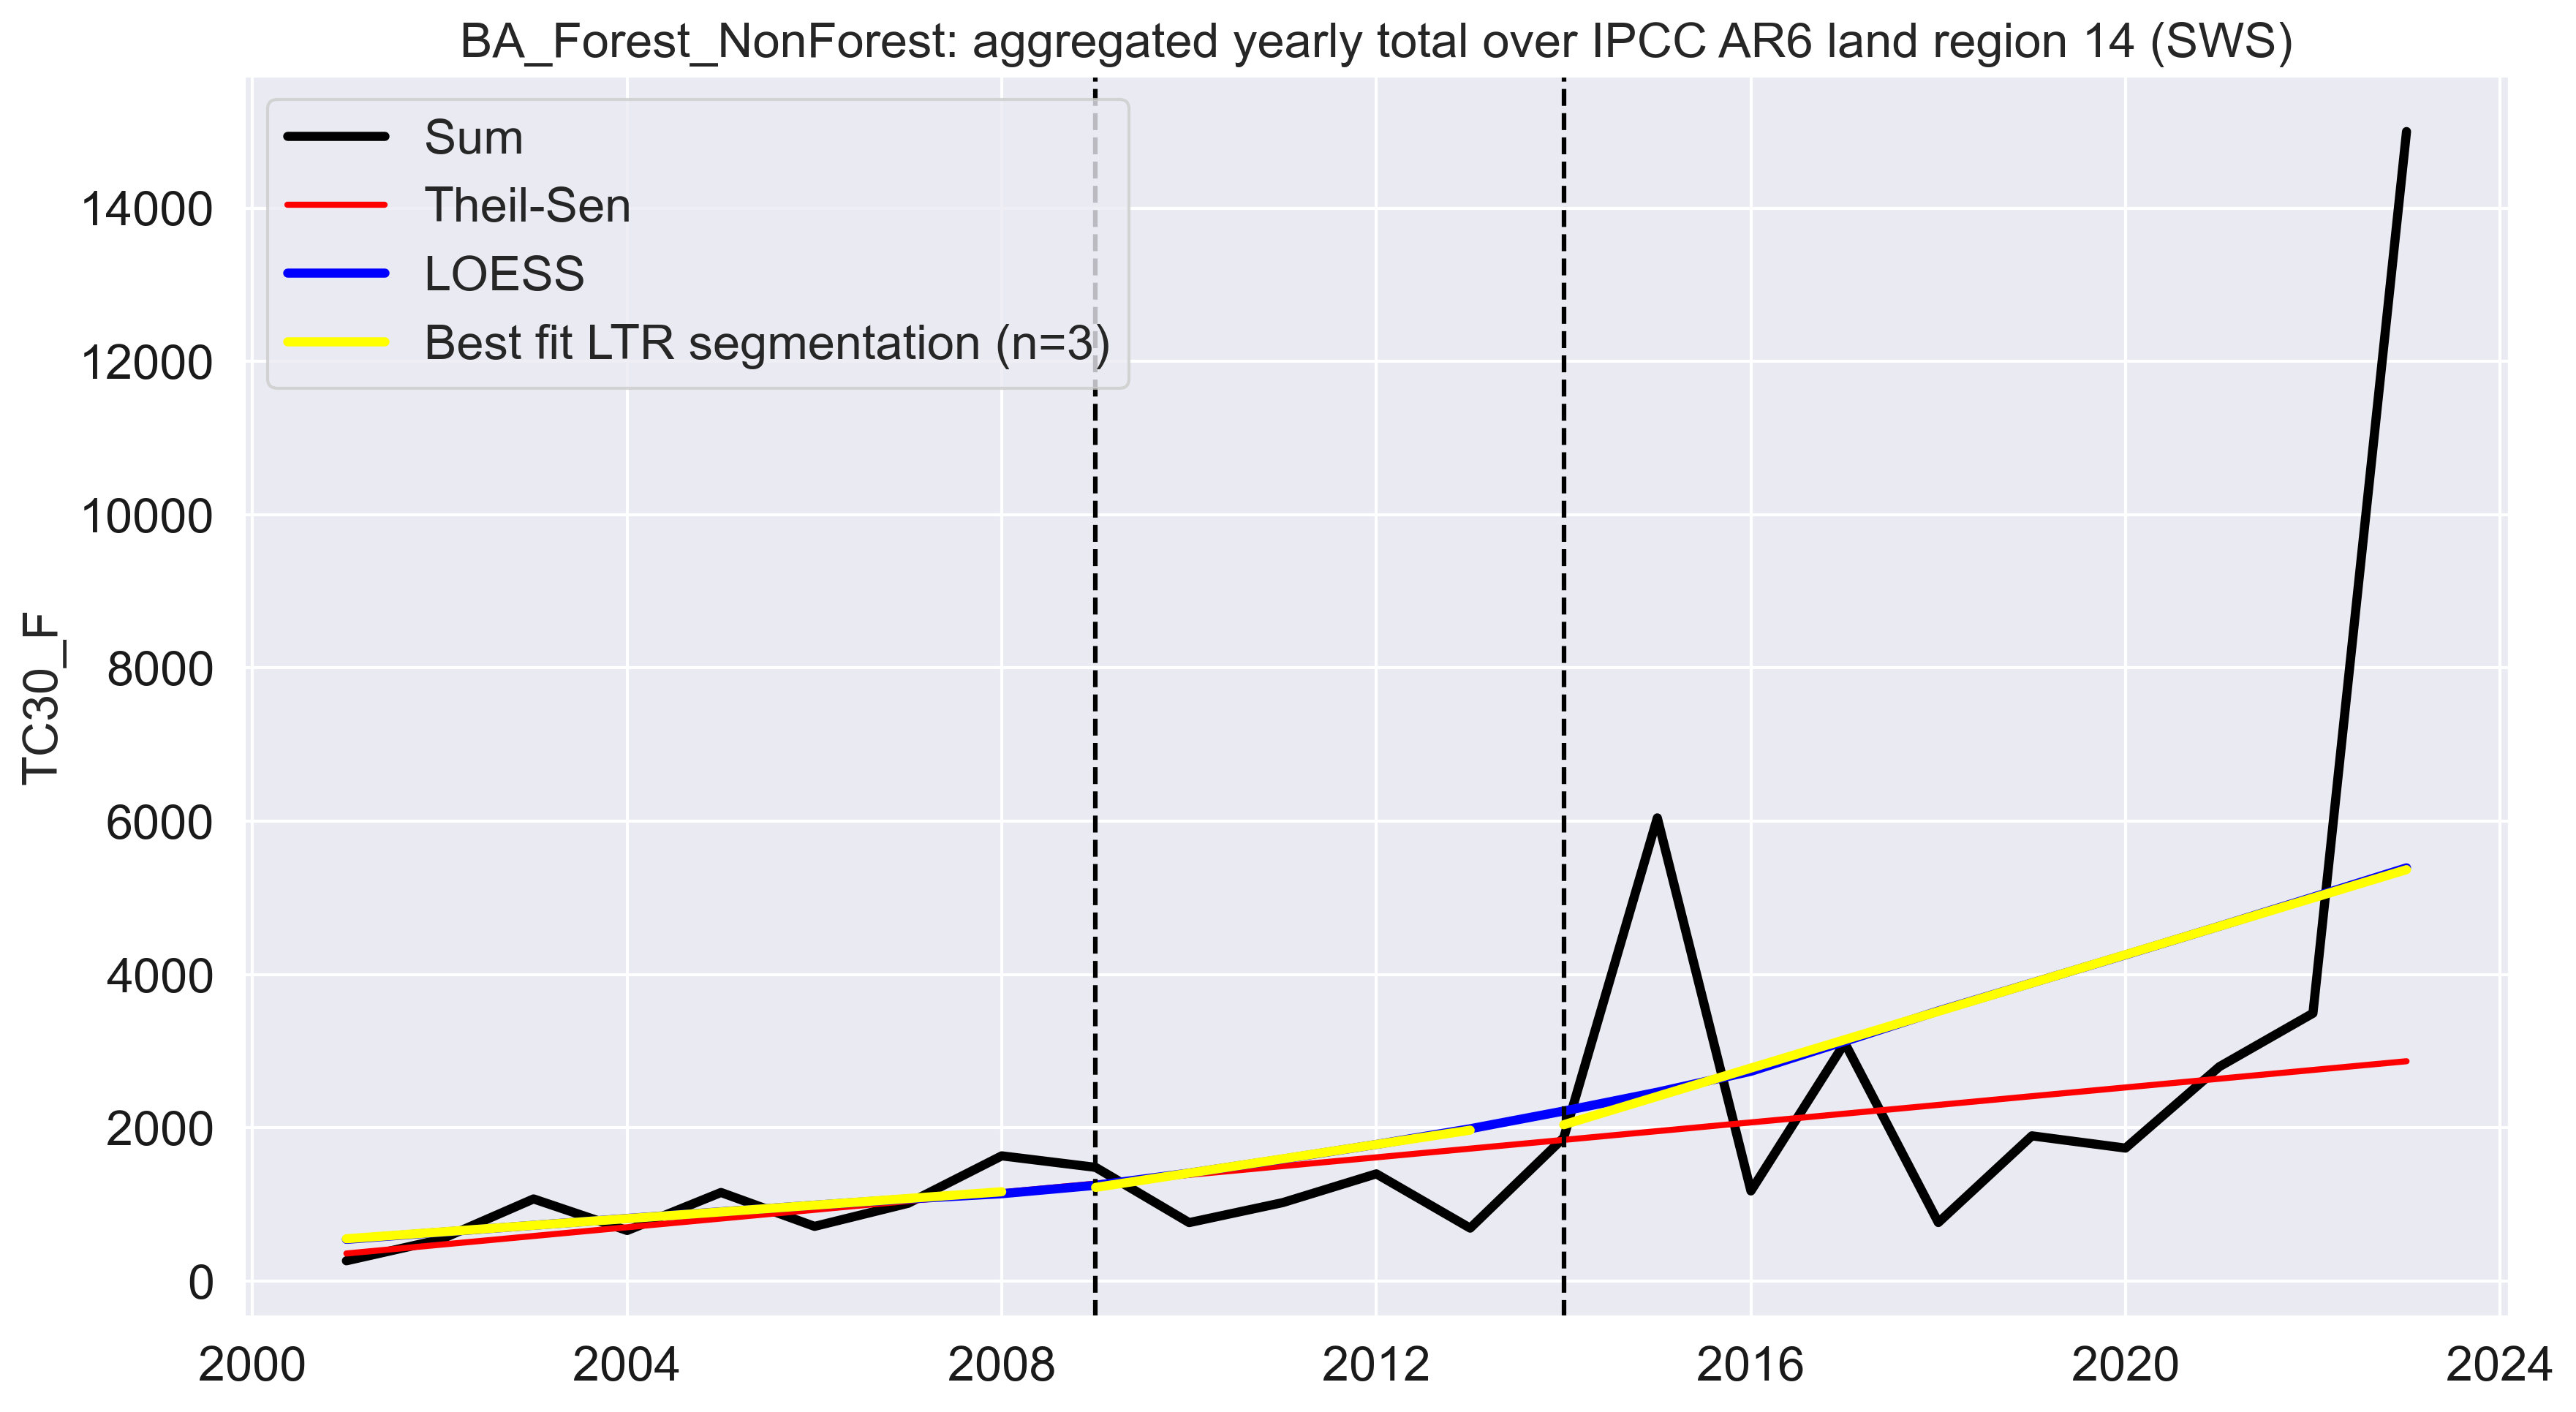 BA_Forest_NonForest: aggregated yearly total over IPCC AR6 land region 14 (SWS)
Sum
Theil-Sen
LOESS
Best fit LTR segmentation (n=3)
14000
12000
10000
8000
6000
4000
2000
0
TC30_F
2000 2004 2008 2012 2016 2020 2024